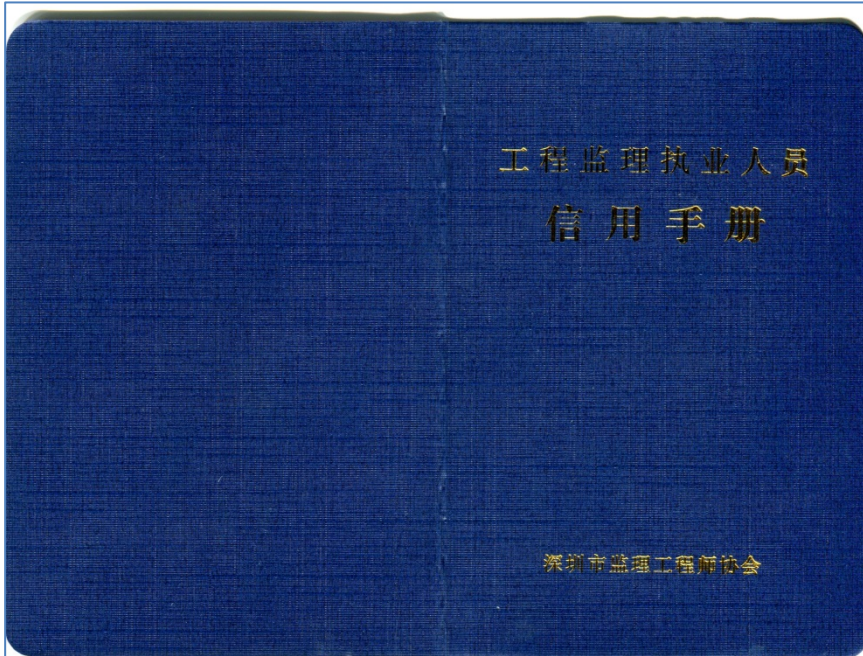 工程监理执业人员
信用手册
深圳市监理工程师协会